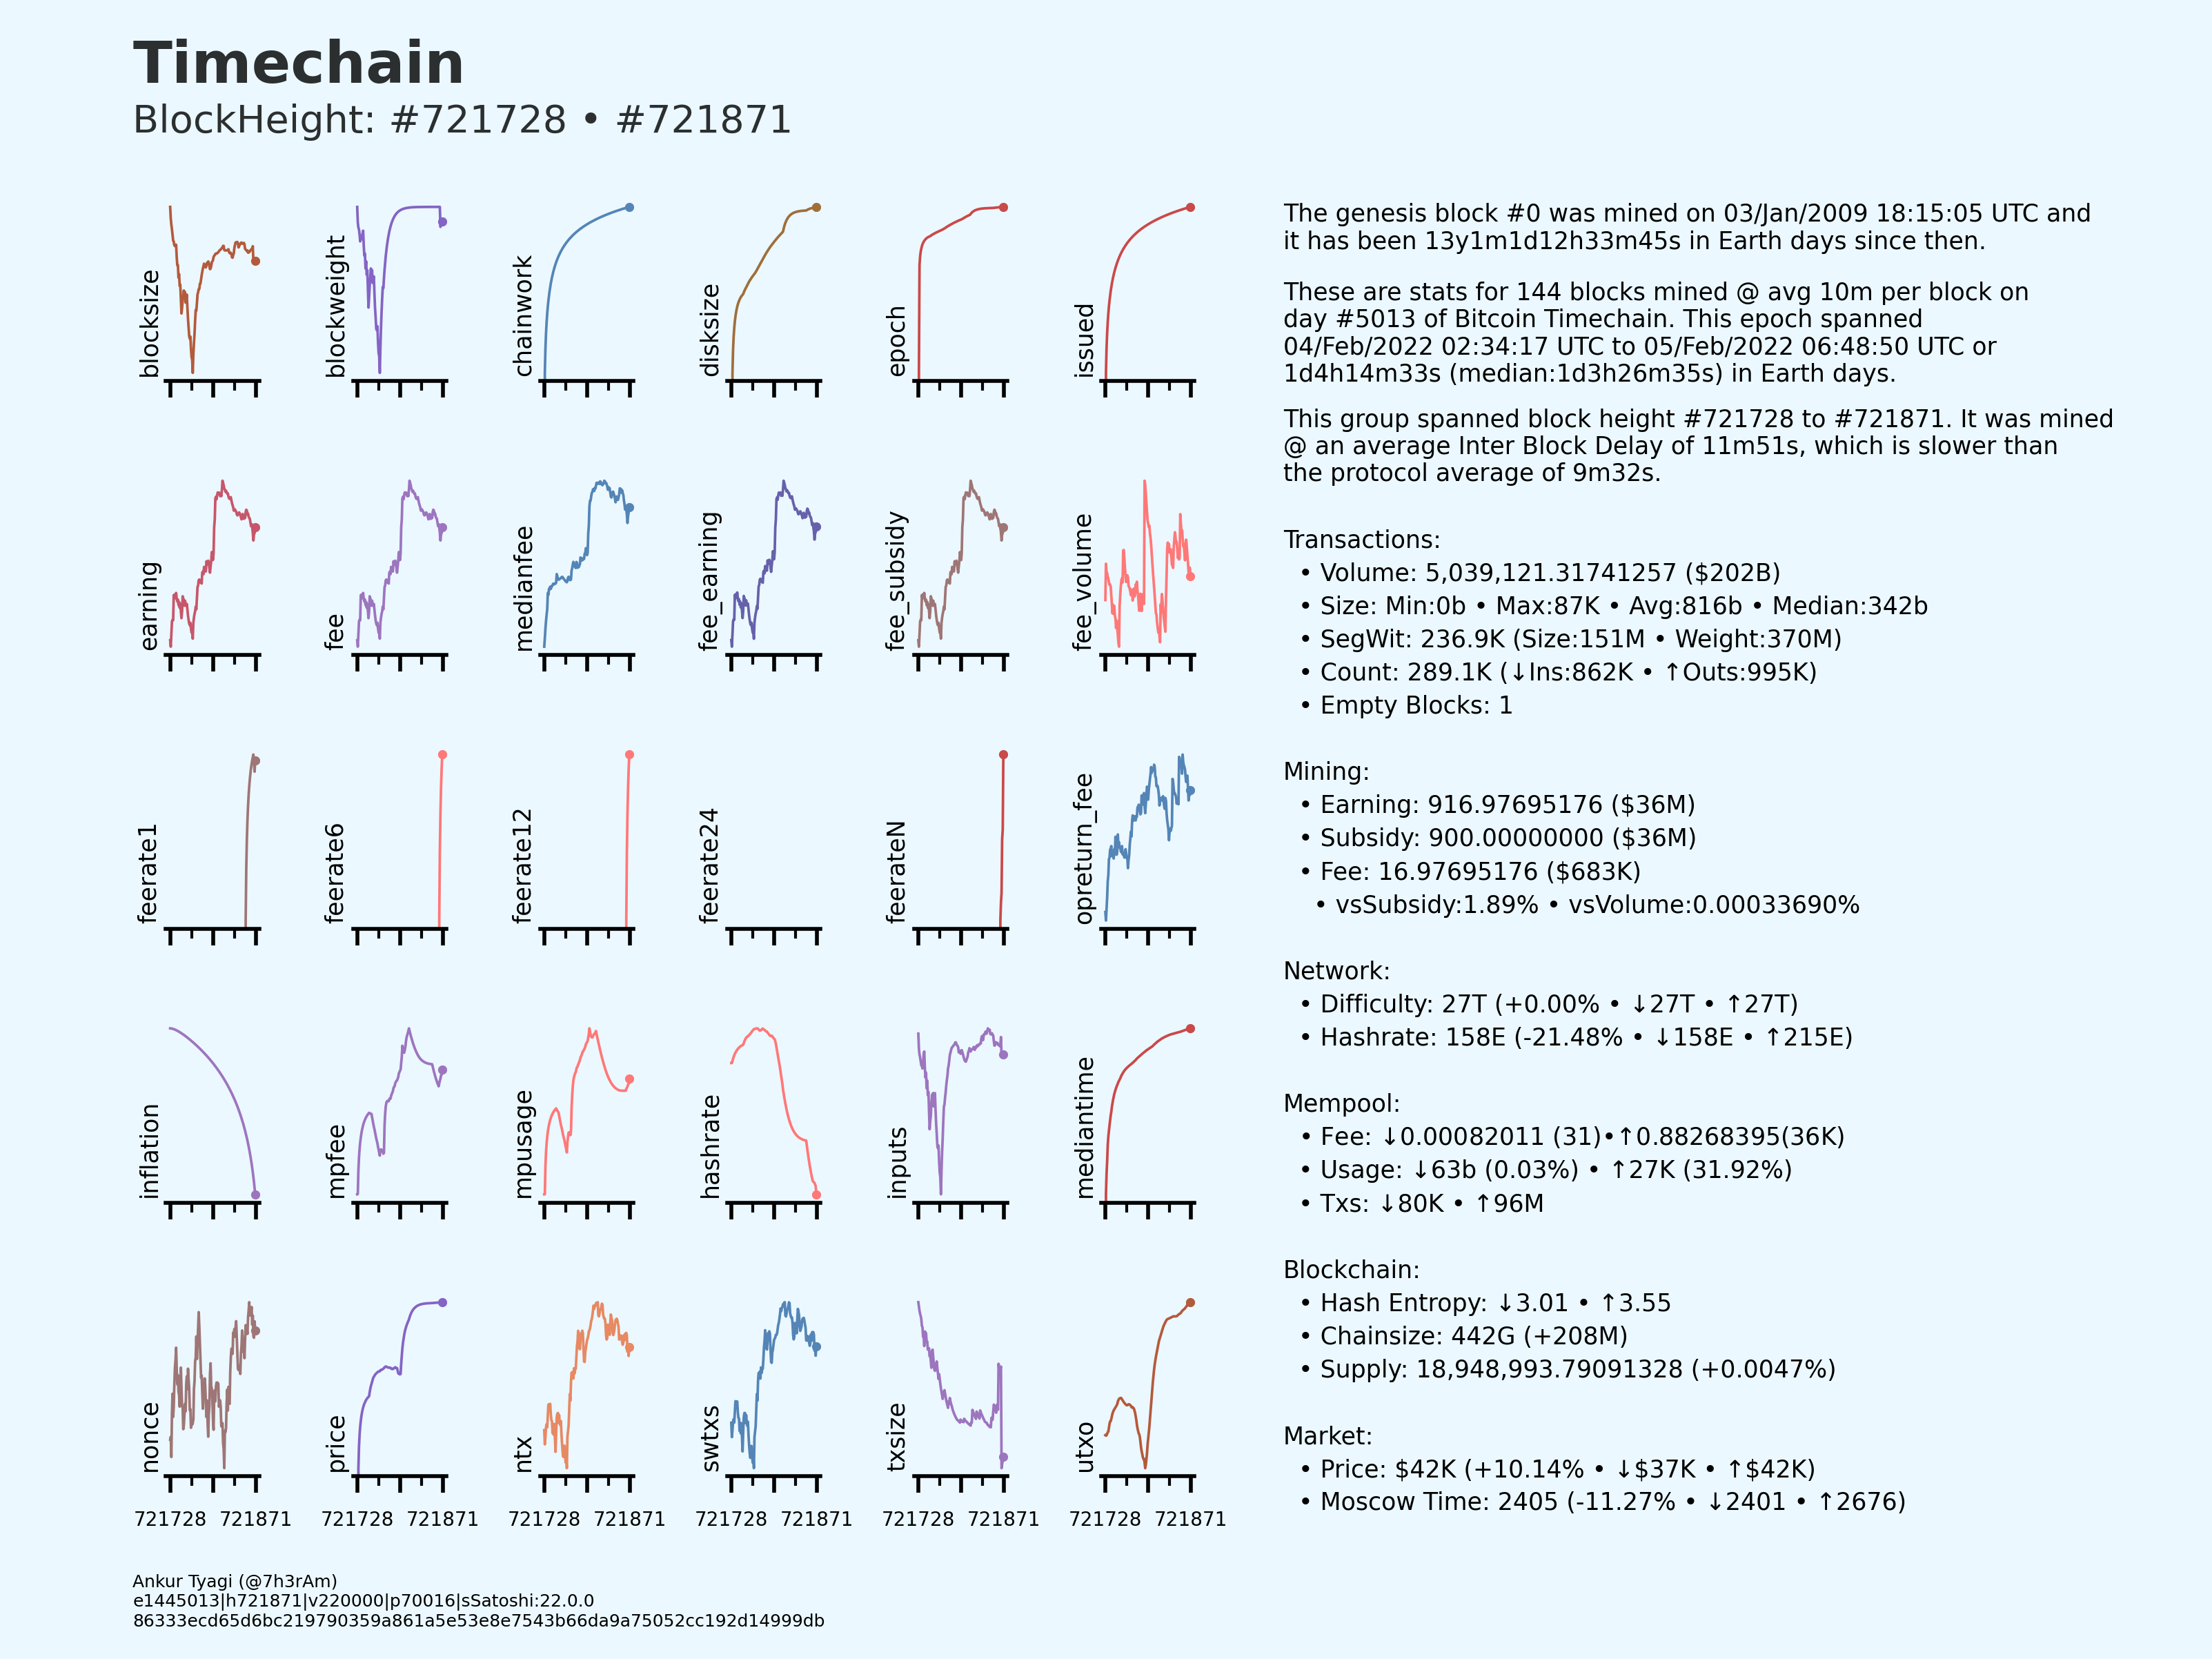 Timechain
BlockHeight: #721728 • #721871
blocksize
blockweight
chainwork
disksize
epoch
issued
earning
fee
medianfee
fee_earning
fee_subsidy
fee_volume
feerate1
feerate6
feerate12
feerate24
feerateN
opreturn_fee
inflation
mpfee
mpusage
hashrate
inputs
mediantime
nonce
price
ntx
swtxs
txsize
utxo
721728 721871 721728 721871 721728 721871 721728 721871 721728 721871 721728 721871
The genesis block #0 was mined on 03/Jan/2009 18:15:05 UTC and
it has been 13y1m1d12h33m45s in Earth days since then.
These are stats for 144 blocks mined @ avg 10m per block on
day #5013 of Bitcoin Timechain. This epoch spanned
04/Feb/2022 02:34:17 UTC to 05/Feb/2022 06:48:50 UTC or
1d4h14m33s (median:1d3h26m35s) in Earth days.
This group spanned block height #721728 to #721871. It was mined
@ an average Inter Block Delay of 11m51s, which is slower than
the protocol average of 9m32s.
Transactions:
• Volume: 5,039,121.31741257 ($202B)
• Size: Min:0b • Max:87K • Avg:816b • Median:342b
• SegWit: 236.9K (Size:151M • Weight:370M)
• Count: 289.1K (↓Ins:862K • ↑Outs:995K)
• Empty Blocks: 1
Mining:
• Earning: 916.97695176 ($36M)
• Subsidy: 900.00000000 ($36M)
• Fee: 16.97695176 ($683K)
• vsSubsidy:1.89% • vsVolume:0.00033690%
Network:
• Difficulty: 27T (+0.00% • ↓27T • ↑27T)
• Hashrate: 158E (-21.48% • ↓158E • ↑215E)
Mempool:
• Fee: ↓0.00082011 (31)•↑0.88268395(36K)
• Usage: ↓63b (0.03%) • ↑27K (31.92%)
• Txs: ↓80K • ↑96M
Blockchain:
• Hash Entropy: ↓3.01 • ↑3.55
• Chainsize: 442G (+208M)
• Supply: 18,948,993.79091328 (+0.0047%)
Market:
• Price: $42K (+10.14% • ↓$37K • ↑$42K)
• Moscow Time: 2405 (-11.27% • ↓2401 • ↑2676)
Ankur Tyagi (@7h3rAm)
e1445013|h721871|v220000|p70016|sSatoshi:22.0.0
86333ecd65d6bc219790359a861a5e53e8e7543b66da9a75052cc192d14999db